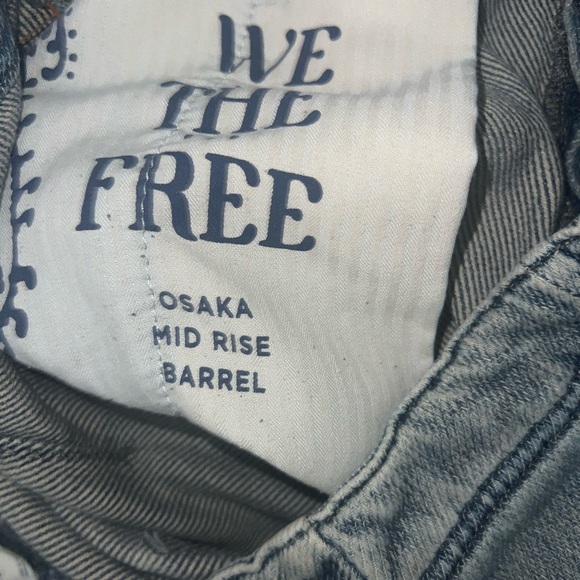 WE
THE
FREE
OSAKA
MID RISE
BARREL